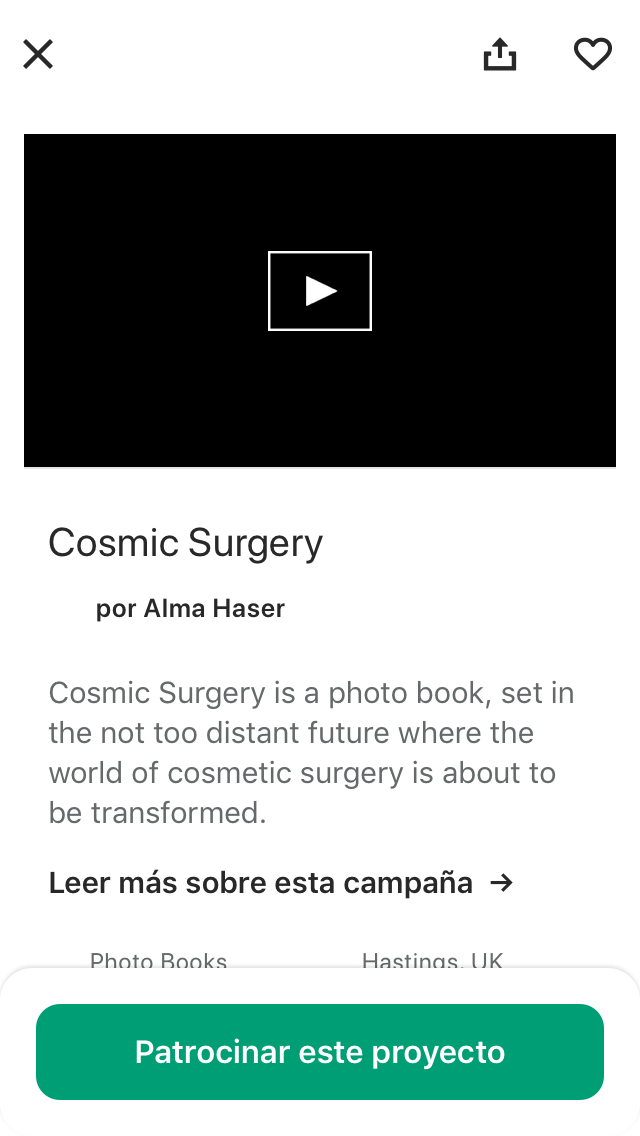 Cosmic Surgery
por Alma Haser
Cosmic Surgery is a photo book, set in
the not too distant future where the
world of cosmetic surgery is about to
be transformed.
Leer más sobre esta campaña →
Photo Books
Hastings, UK
Patrocinar este proyecto